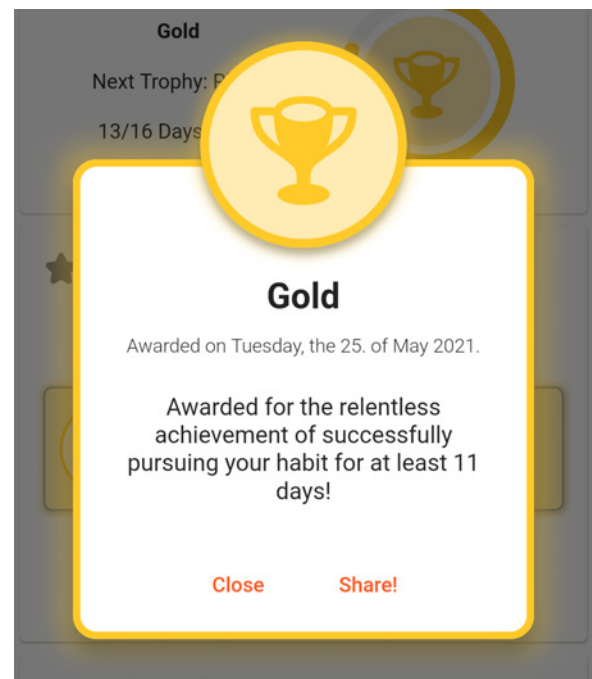 Gold
Next Trophy:
13/16 Days
Gold
Awarded on Tuesday, the 25. of May 2021.
Awarded for the relentless
achievement of successfully
pursuing your habit for at least 11
days!
Close Share!